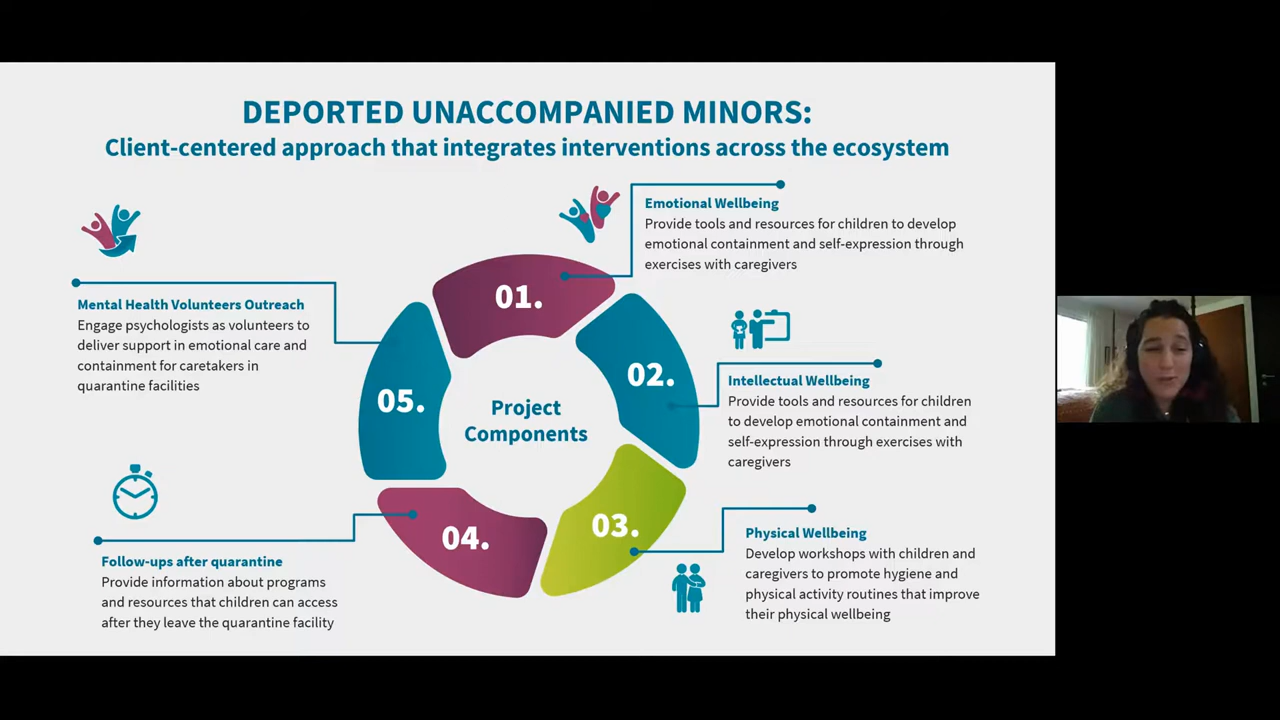 DEPORTED UNACCOMPANIED MINORS:
Client-centered approach that integrates interventions across the ecosystem
01.
Emotional Wellbeing
Provide tools and resources for children to develop
emotional containment and self-expression through
exercises with caregivers
02.
Intellectual Wellbeing
Provide tools and resources for children
to develop emotional containment and
self-expression through exercises with
caregivers
03.
Physical Wellbeing
Develop workshops with children and
caregivers to promote hygiene and
physical activity routines that improve
their physical wellbeing
04.
Follow-ups after quarantine
Provide information about programs
and resources that children can access
after they leave the quarantine facility
05.
Mental Health Volunteers Outreach
Engage psychologists as volunteers to
deliver support in emotional care and
containment for caretakers in
quarantine facilities
Project
Components